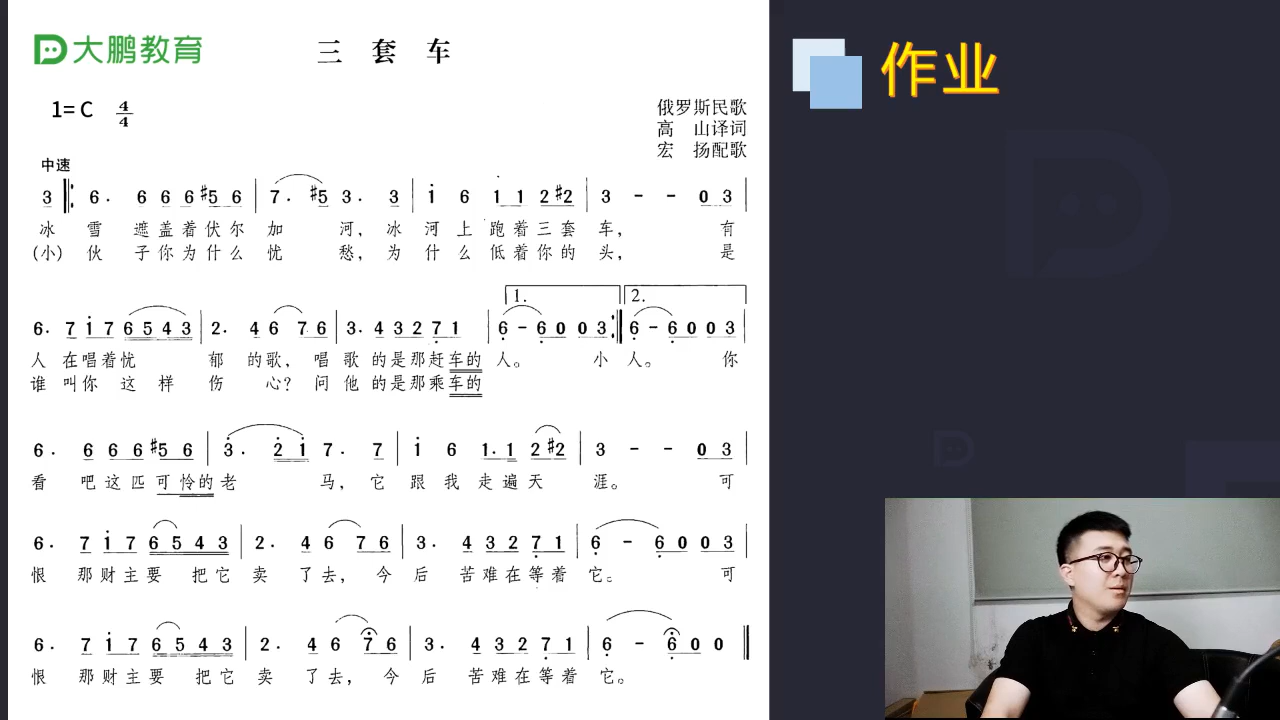 大鹏教育
三 套 车
作业
1= C 4/4
俄罗斯民歌
高 山译词
宏 扬配歌
中速
3 6. 6 6 6 #5 6 7. #5 3. 3 1 6 1 1 2 #2 3 - - 0 3
冰 雪 遮盖着伏尔 加 河, 冰 河 上 跑着三套 车, 有
(小) 伙 子你为什么 忧 愁, 为 什 么 低着你的 头, 是
1. 2.
6. 7 1 7 6 5 4 3 2. 4 6 7 6 3. 4 3 2 7 1 6 - 6 0 0 3 6 - 6 0 0 3
人 在唱着忧 郁 的歌, 唱 歌 的是那赶车的 人。 小 人。 你
谁 叫你 这 样 伤 心? 问 他 的是那乘车的
6. 6 6 6 #5 6 3. 2 1 7. 7 1 6 1. 1 2 #2 3 - - 0 3
看 吧这匹可怜的老 马, 它 跟 我 走遍天 涯。 可
6. 7 1 7 6 5 4 3 2. 4 6 7 6 3. 4 3 2 7 1 6 - 6 0 0 3
恨 那财主要 把它 卖 了去, 今 后 苦难在等着 它。 可
6. 7 1 7 6 5 4 3 2. 4 6 7 6 3. 4 3 2 7 1 6 - 6 0 0
恨 那财主要 把它 卖 了去, 今 后 苦难在等着 它。